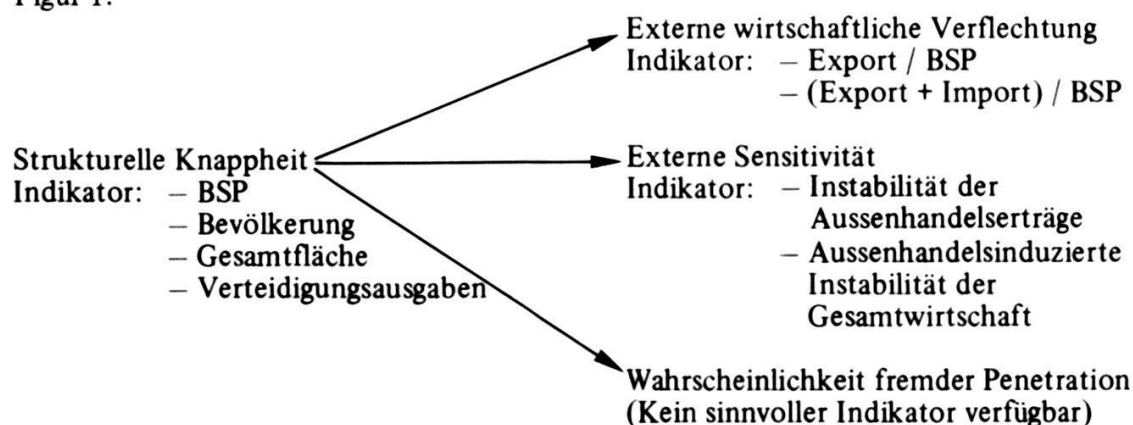 Figur 1:
Externe wirtschaftliche Verflechtung
Indikator: – Export / BSP
– (Export + Import) / BSP
Strukturelle Knappheit
Indikator: – BSP
– Bevölkerung
– Gesamtfläche
– Verteidigungsausgaben
Externe Sensitivität
Indikator: – Instabilität der
Aussenhandelserträge
– Aussenhandelsinduzierte
Instabilität der
Gesamtwirtschaft
Wahrscheinlichkeit fremder Penetration
(Kein sinnvoller Indikator verfügbar)